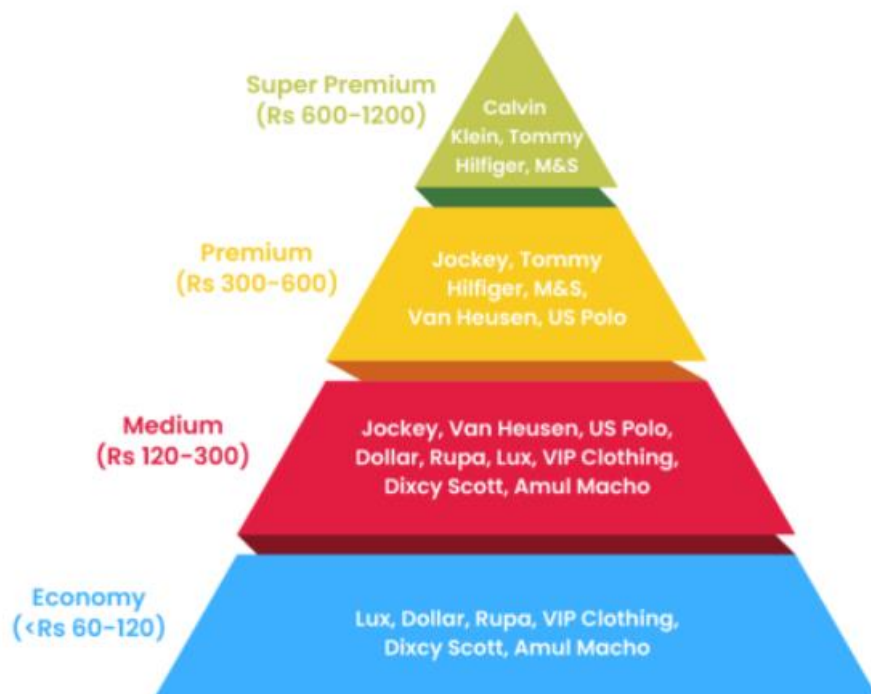 Super Premium
(Rs 600-1200)
Calvin
Klein, Tommy
Hilfiger, M&S
Premium
(Rs 300-600)
Jockey, Tommy
Hilfiger, M&S,
Van Heusen, US Polo
Medium
(Rs 120-300)
Jockey, Van Heusen, US Polo,
Dollar, Rupa, Lux, VIP Clothing,
Dixcy Scott, Amul Macho
Economy
(<Rs 60-120)
Lux, Dollar, Rupa, VIP Clothing,
Dixcy Scott, Amul Macho